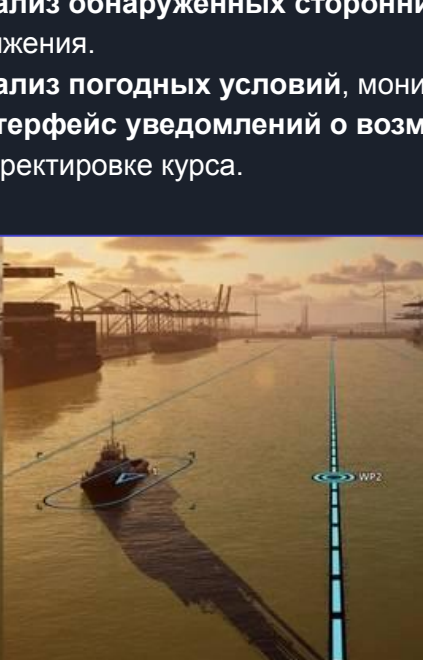 ализ обнаруженных сторонни
жения.
ализ погодных условий, мони
терфейс уведомлений о возм
ректировке курса.
WP2